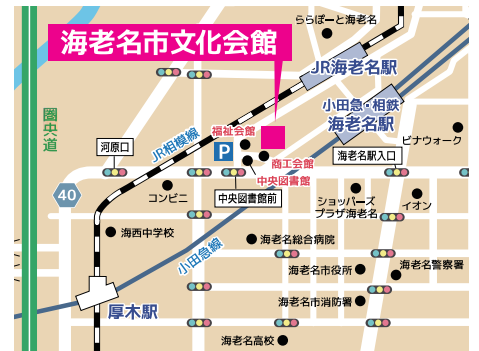 ららぽーと海老名
海老名市文化会館
JR海老名駅
小田急・相鉄
海老名駅
圏央道
JR相模線
福祉会館
P
河原口
商工会館
中央図書館
ビナウォーク
海老名駅入口
40
コンビニ
中央図書館前
ショッパーズ
プラザ海老名
イオン
海西中学校
小田急線
海老名総合病院
海老名市役所
海老名警察署
厚木駅
海老名市消防署
海老名高校